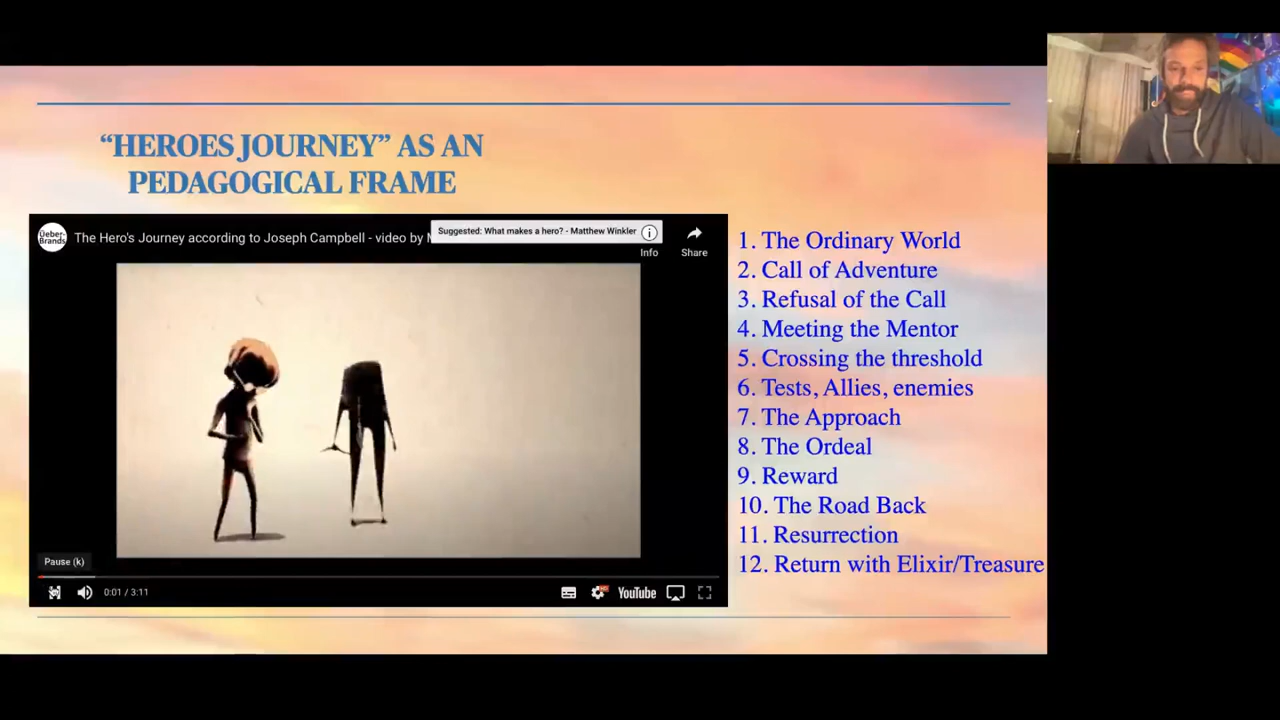 “HEROES JOURNEY” AS AN
PEDAGOGICAL FRAME
Üeber-
Brands
The Hero's Journey according to Joseph Campbell - video by
Suggested: What makes a hero? - Matthew Winkler
Info
Share
Pause (k)
0:01 / 3:11
HD
YouTube
1. The Ordinary World
2. Call of Adventure
3. Refusal of the Call
4. Meeting the Mentor
5. Crossing the threshold
6. Tests, Allies, enemies
7. The Approach
8. The Ordeal
9. Reward
10. The Road Back
11. Resurrection
12. Return with Elixir/Treasure